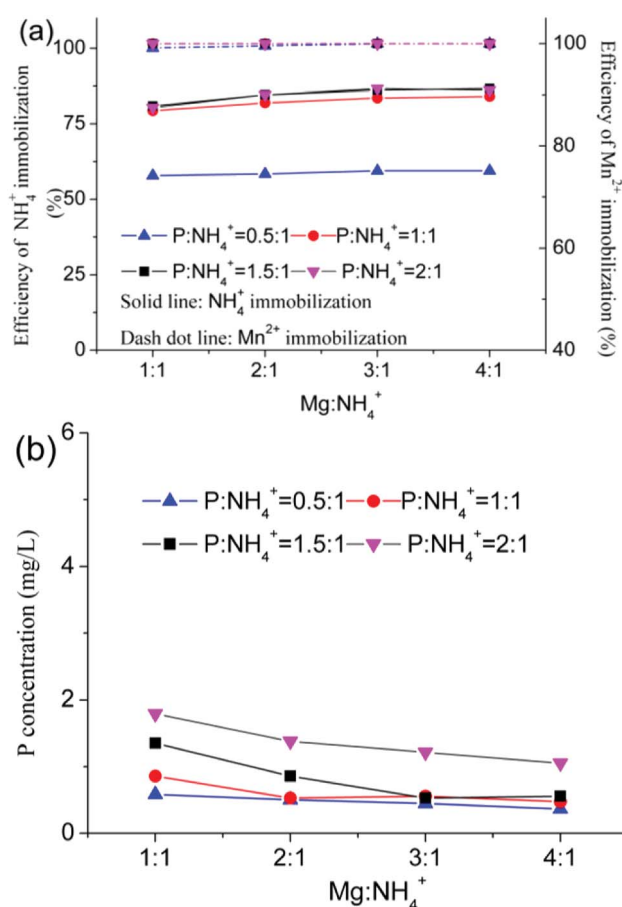 (a)
Efficiency of NH₄⁺ immobilization
(%)
100
75
50
25
0
P:NH₄⁺=0.5:1 P:NH₄⁺=1:1
P:NH₄⁺=1.5:1 P:NH₄⁺=2:1
Solid line: NH₄⁺ immobilization
Dash dot line: Mn²⁺ immobilization
100
80
60
40
Efficiency of Mn²⁺
immobilization (%)
1:1 2:1 3:1 4:1
Mg:NH₄⁺
(b)
P concentration (mg/L)
6
4
2
0
P:NH₄⁺=0.5:1 P:NH₄⁺=1:1
P:NH₄⁺=1.5:1 P:NH₄⁺=2:1
1:1 2:1 3:1 4:1
Mg:NH₄⁺